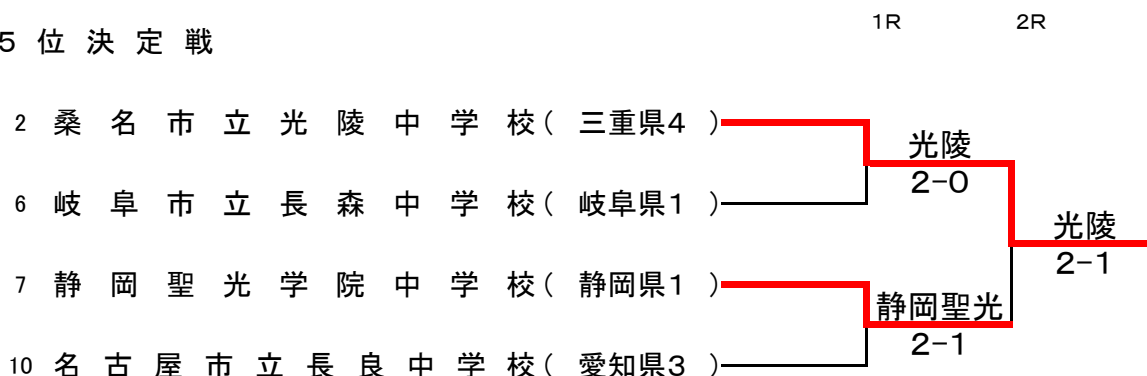 1R 2R
5位決定戦
2 桑名市立光陵中学校( 三重県4 )
光陵
2-0
6 岐阜市立長森中学校( 岐阜県1 )
光陵
2-1
7 静岡聖光学院中学校( 静岡県1 )
静岡聖光
2-1
10 名古屋市立長良中学校( 愛知県3 )